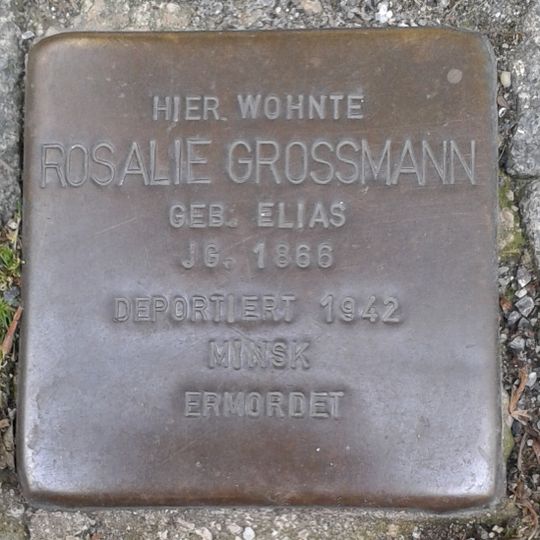 HIER WOHNTE
ROSALIE GROSSMANN
GEB. ELIAS
JG. 1866
DEPORTIERT 1942
MINSK
ERMORDET